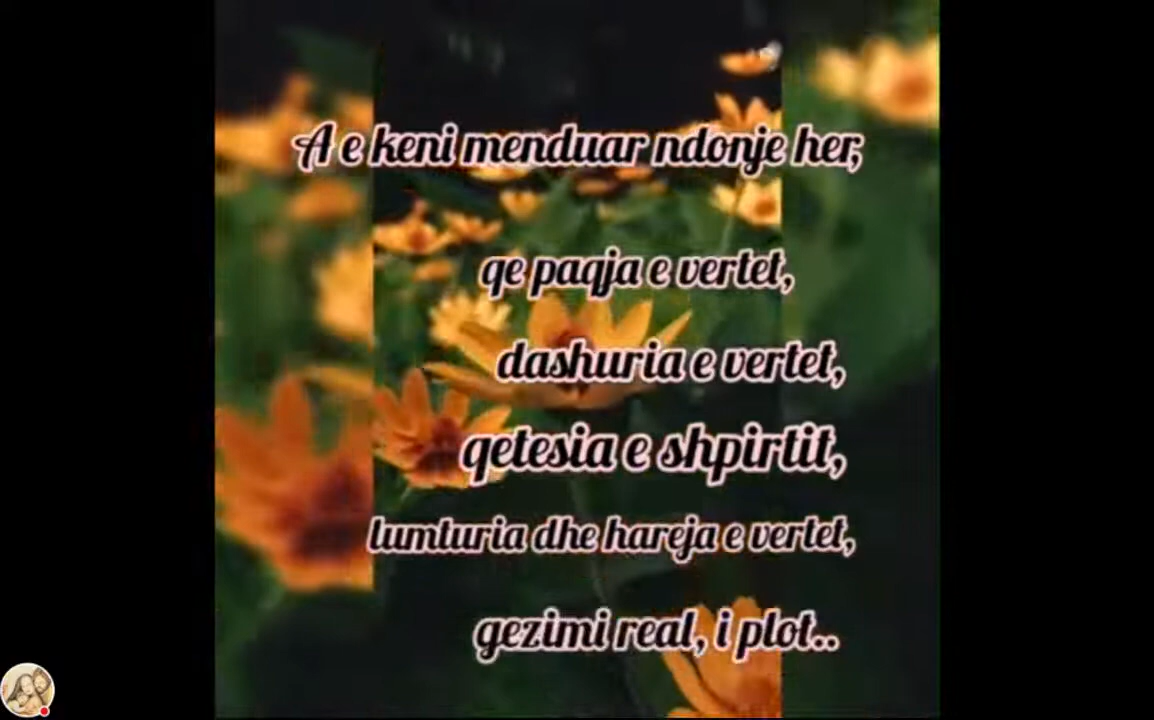 A e keni menduar ndonje her,
qe paqja e vertet,
dashuria e vertet,
qetesia e shpirtit,
lumturia dhe hareja e vertet,
gezimi real, i plot..